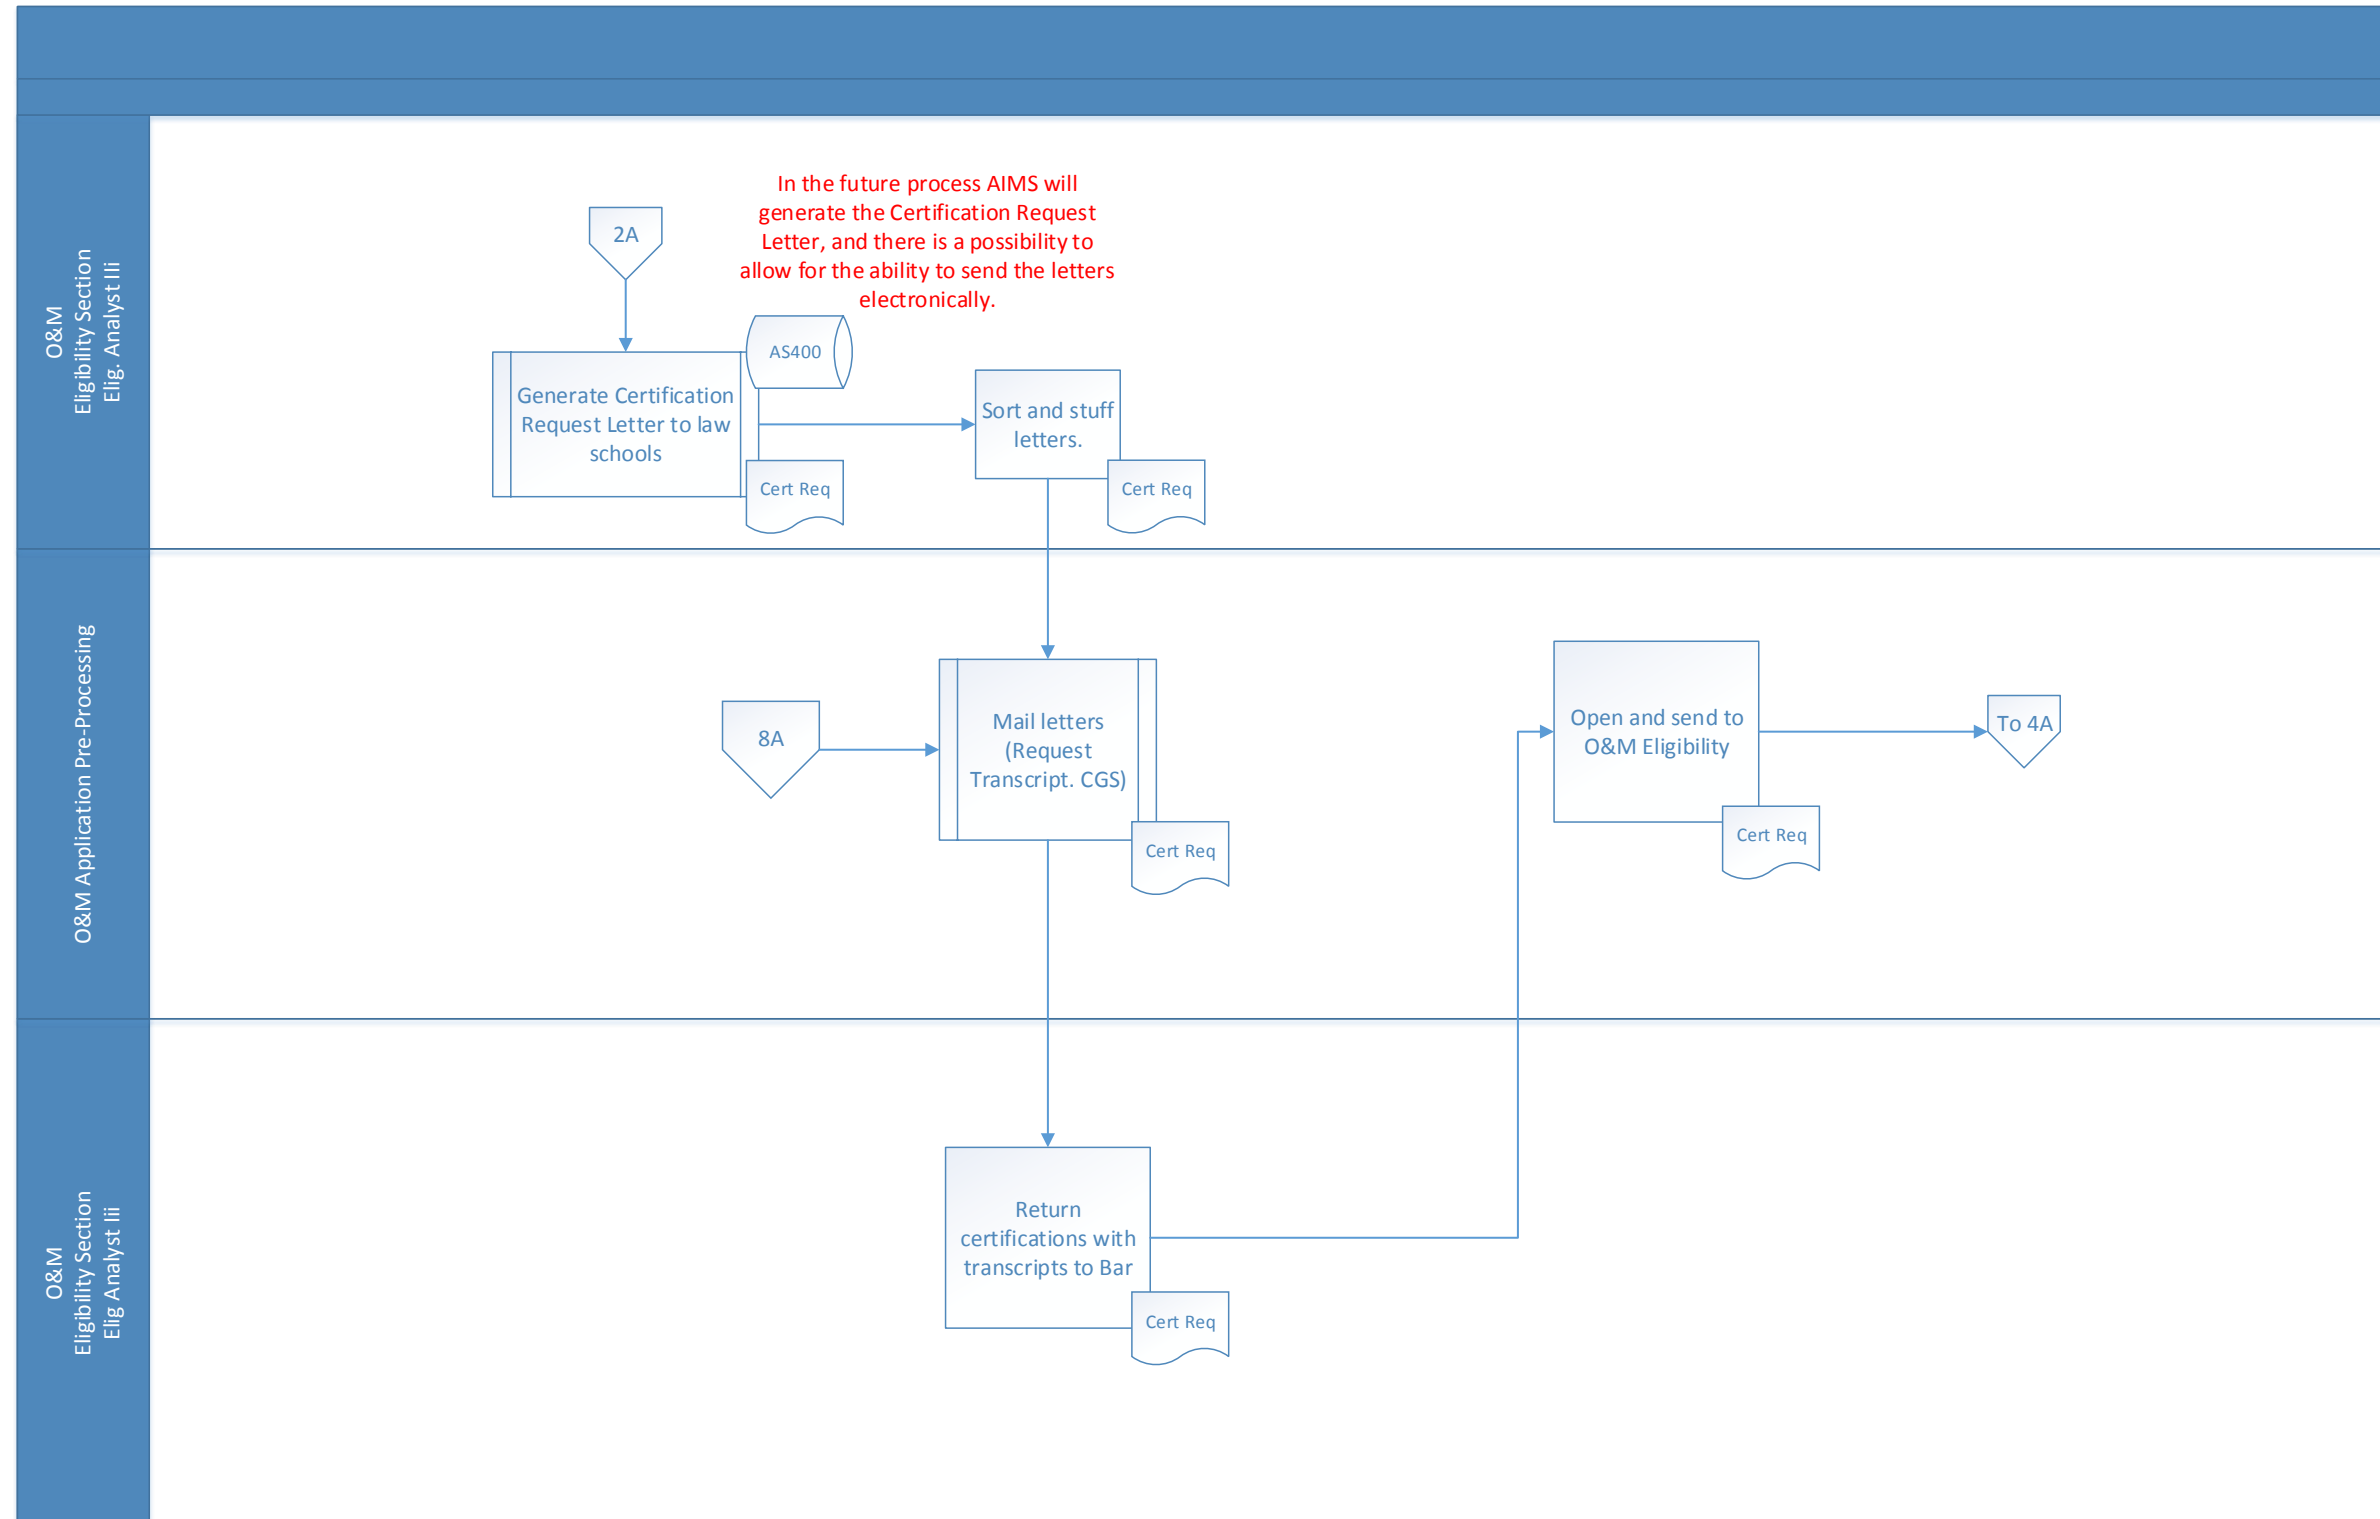 O&M
Eligibility Section
Elig. Analyst IIi
2A
In the future process AIMS will
generate the Certification Request
Letter, and there is a possibility to
allow for the ability to send the letters
electronically.
AS400
Generate Certification
Request Letter to law
schools
Cert Req
Sort and stuff
letters.
Cert Req
O&M Application Pre-Processing
8A
Mail letters
(Request
Transcript. CGS)
Cert Req
Open and send to
O&M Eligibility
Cert Req
To 4A
O&M
Eligibility Section
Elig Analyst Iii
Return
certifications with
transcripts to Bar
Cert Req